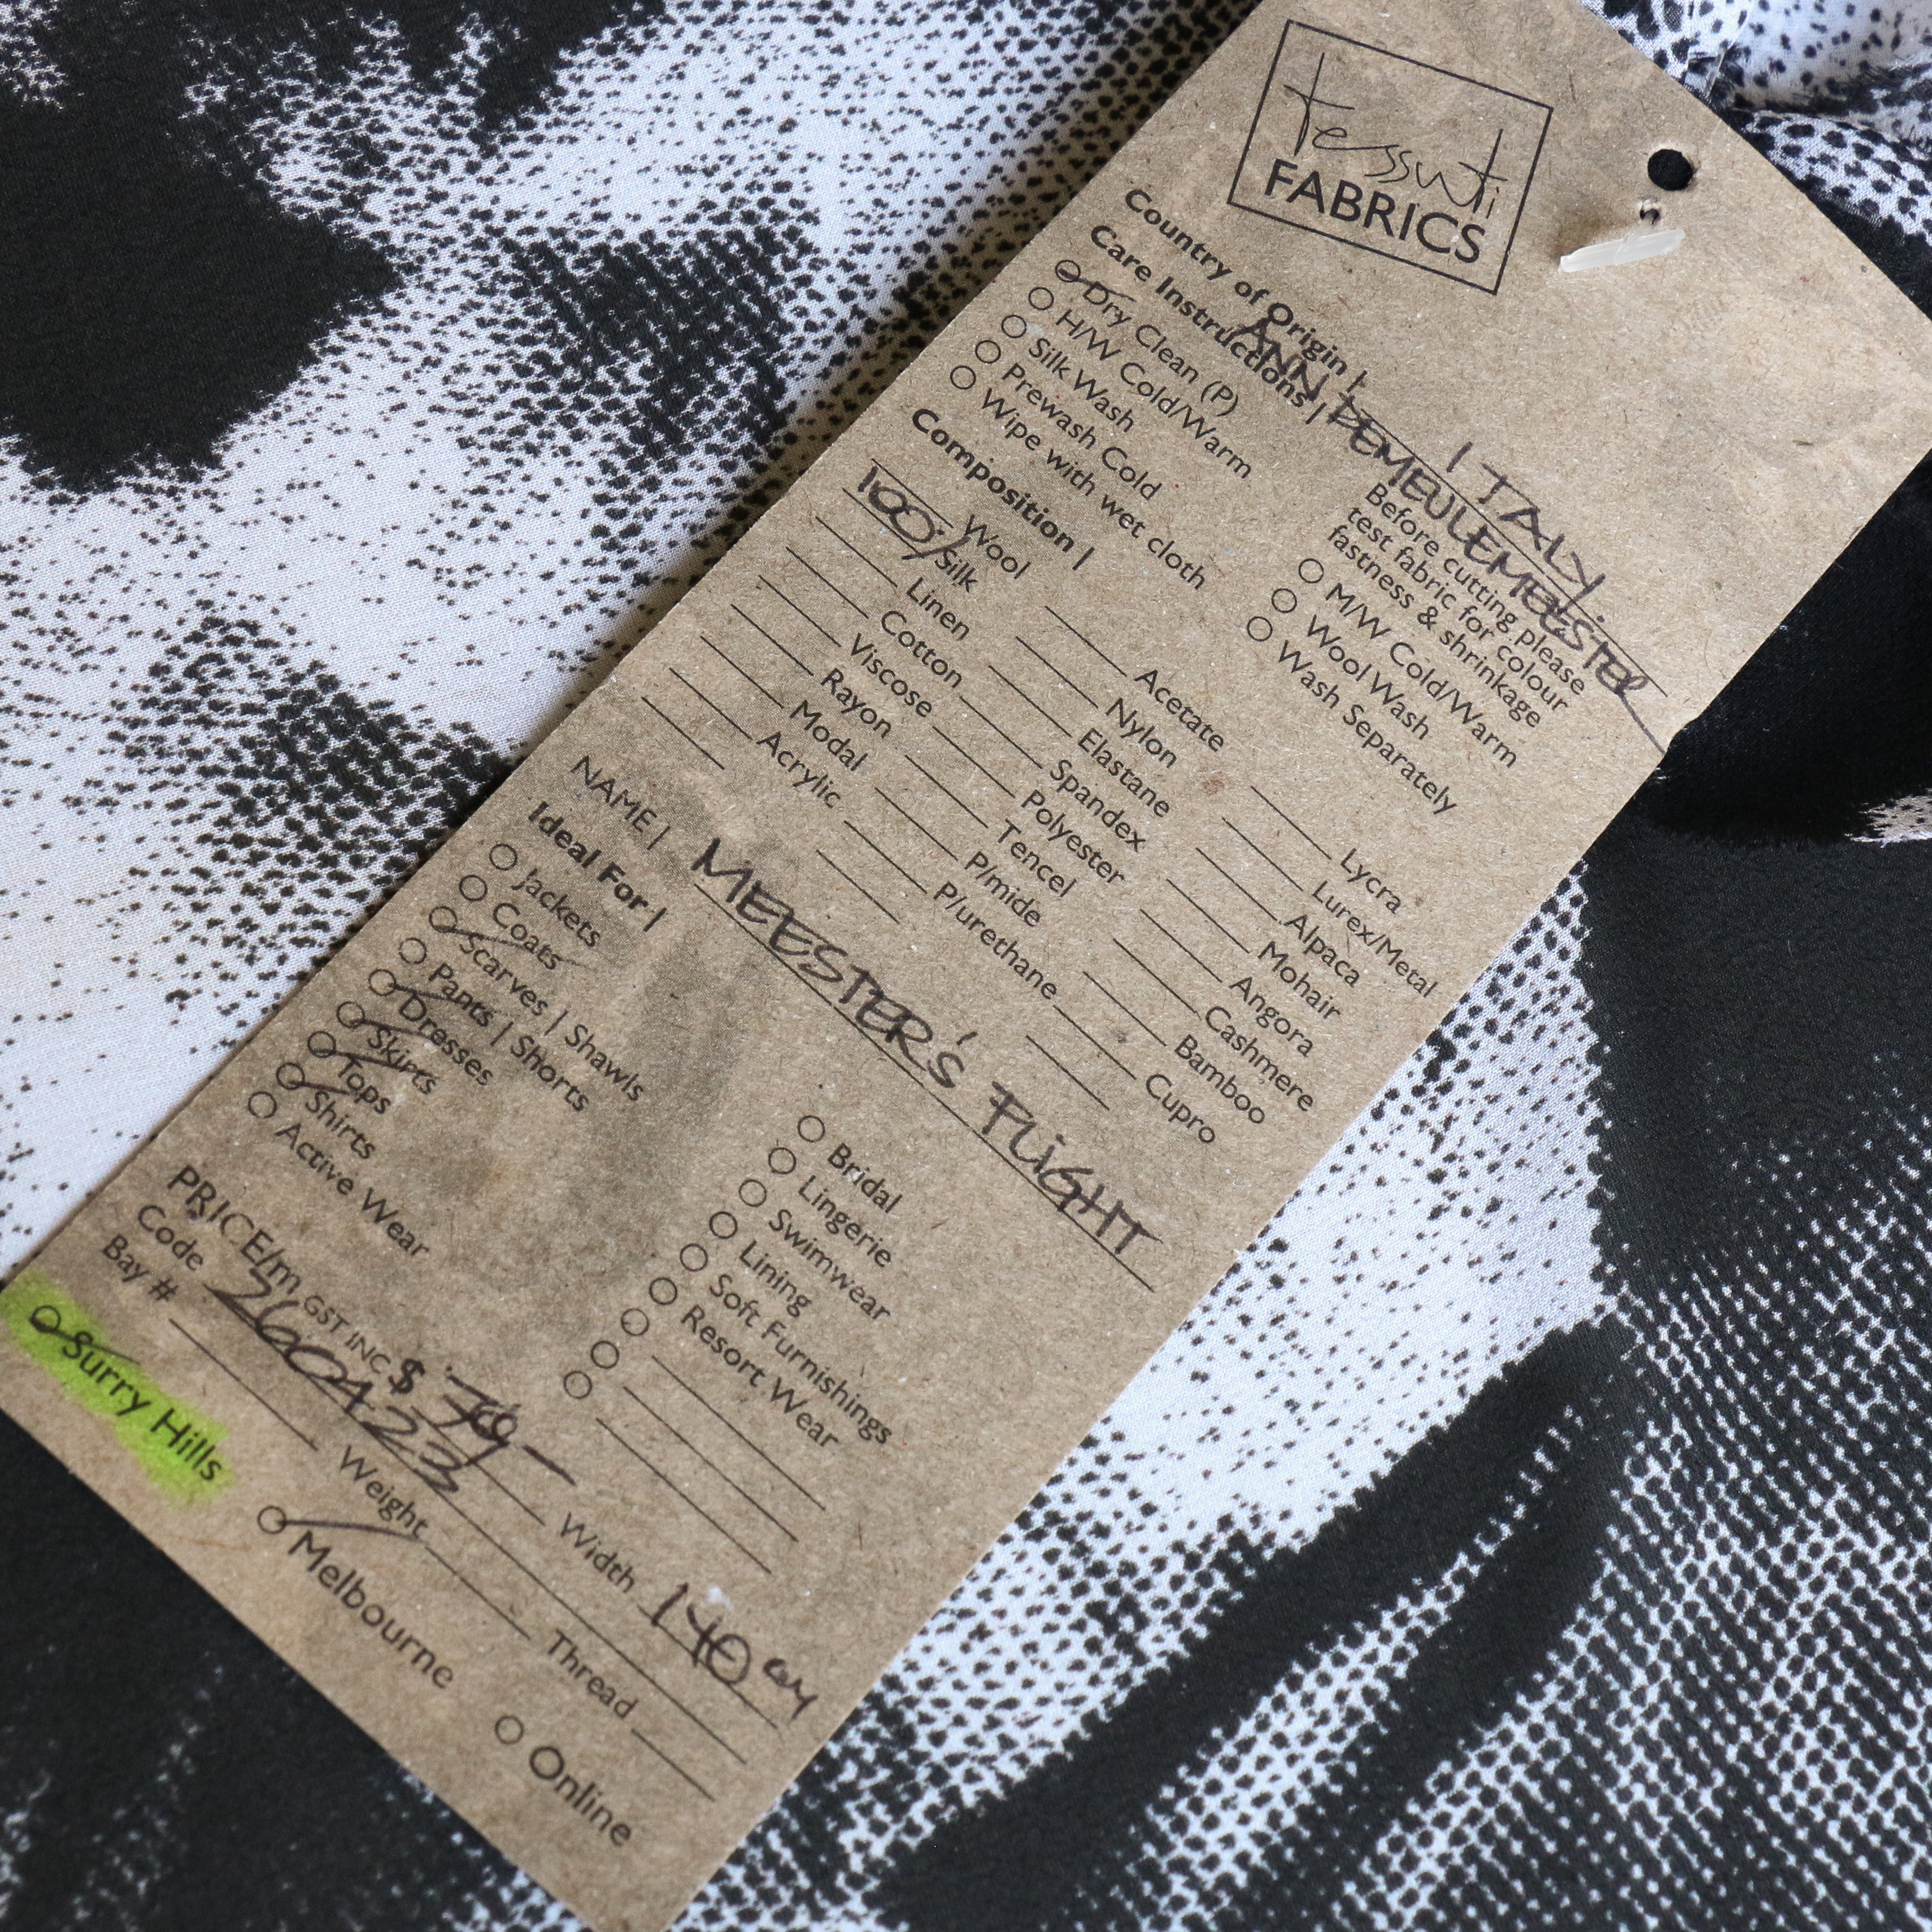 tessuti
FABRICS
Country of Origin | ITALY
ANN DEMEULEMEESTER
Care Instructions |
Before cutting please
test fabric for colour
fastness & shrinkage
Dry Clean (P)
H/W Cold/Warm
Silk Wash
Prewash Cold
Wipe with wet cloth
M/W Cold/Warm
Wool Wash
Wash Separately
Composition |
Wool
100% Silk
Linen
Cotton
Viscose
Rayon
Modal
Acrylic
Acetate
Nylon
Elastane
Spandex
Polyester
Tencel
P/mide
P/urethane
Lycra
Lurex/Metal
Alpaca
Mohair
Angora
Cashmere
Bamboo
Cupro
NAME | MEESTER'S FLIGHT
Ideal For |
Jackets
Coats
Scarves | Shawls
Pants | Shorts
Dresses
Skirts
Tops
Shirts
Active Wear
Bridal
Lingerie
Swimwear
Lining
Soft Furnishings
Resort Wear
PRICE/m GST INC $ 79- Width 140 cm
Code 260423
Bay # Weight Thread
Surry Hills Melbourne Online